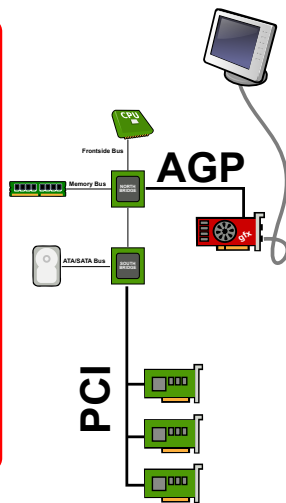 CPU
Frontside Bus
AGP
Memory Bus
NORTH
BRIDGE
gfx
ATA/SATA Bus
SOUTH
BRIDGE
PCI